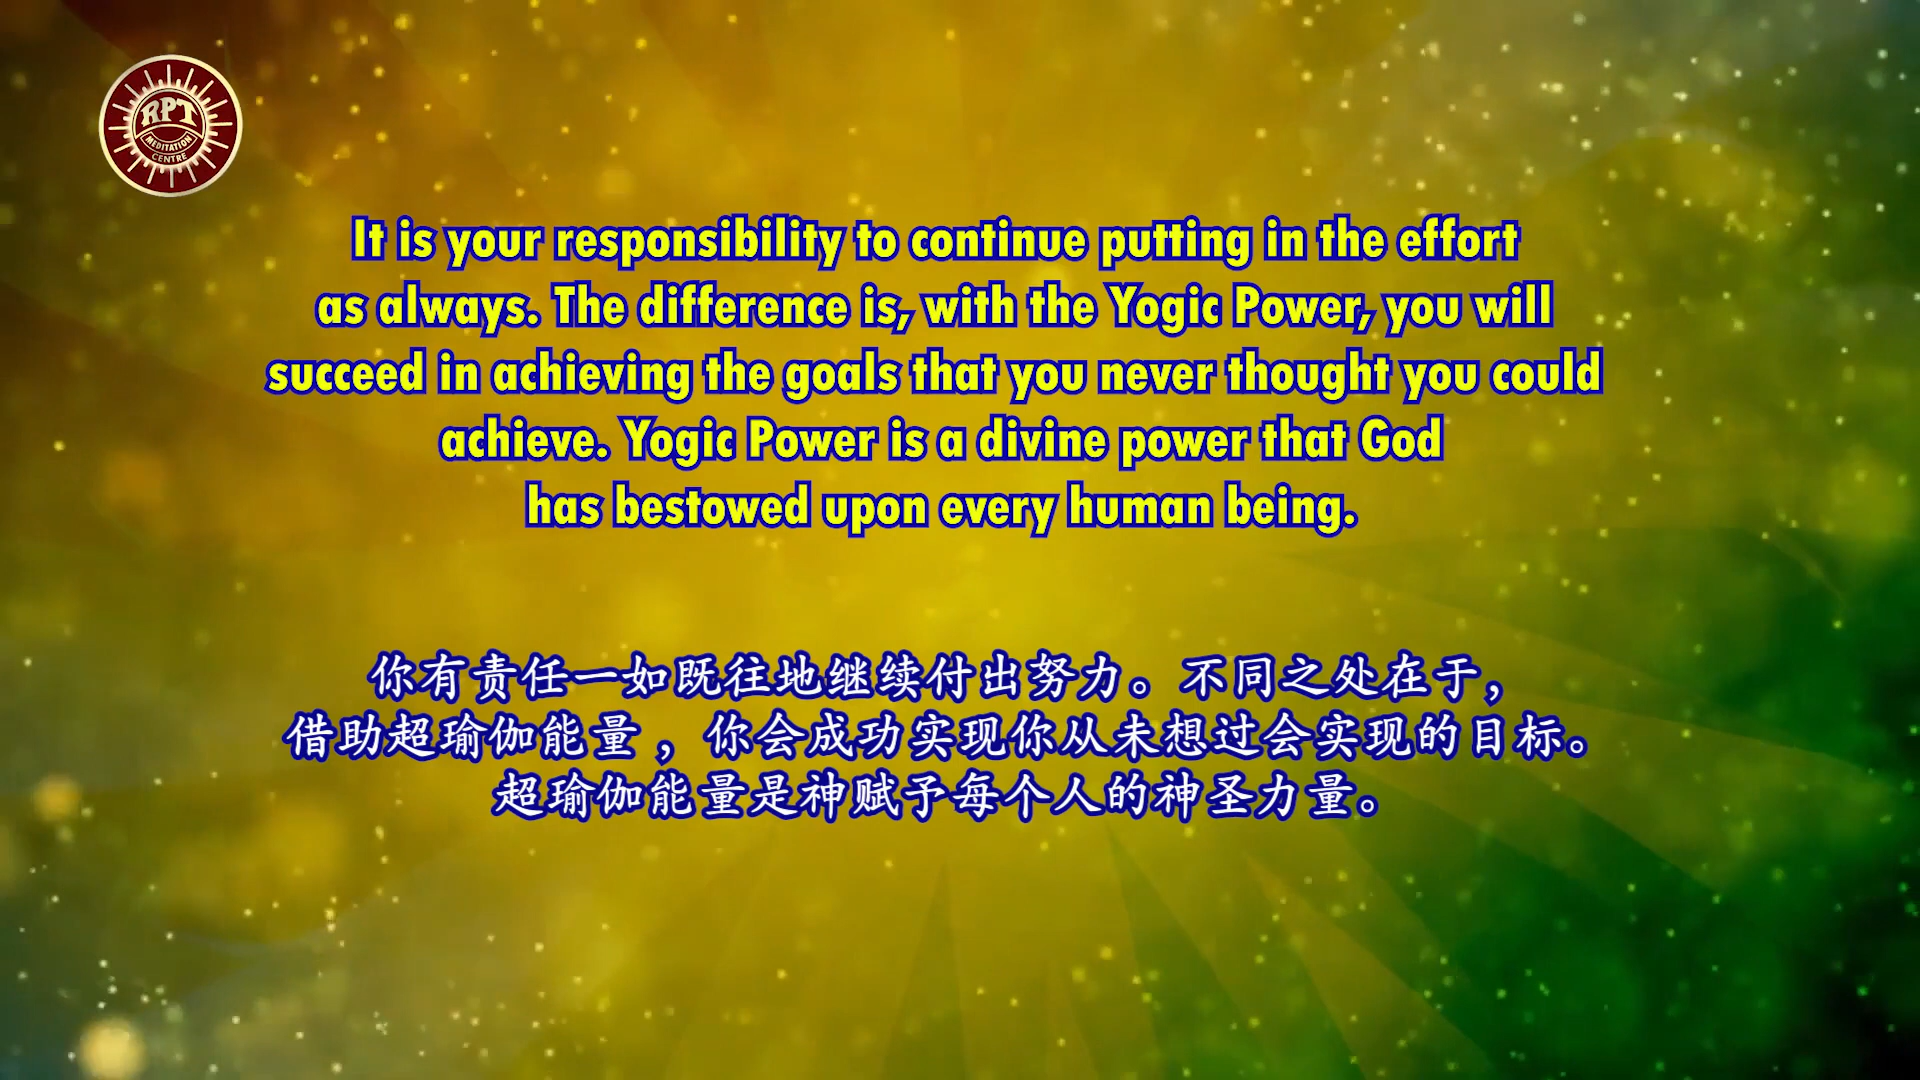 RPT
MEDITATION
CENTRE
It is your responsibility to continue putting in the effort
as always. The difference is, with the Yogic Power, you will
succeed in achieving the goals that you never thought you could
achieve. Yogic Power is a divine power that God
has bestowed upon every human being.
你有责任一如既往地继续付出努力。不同之处在于，
借助超瑜伽能量 ，你会成功实现你从未想过会实现的目标。
超瑜伽能量是神赋予每个人的神圣力量。